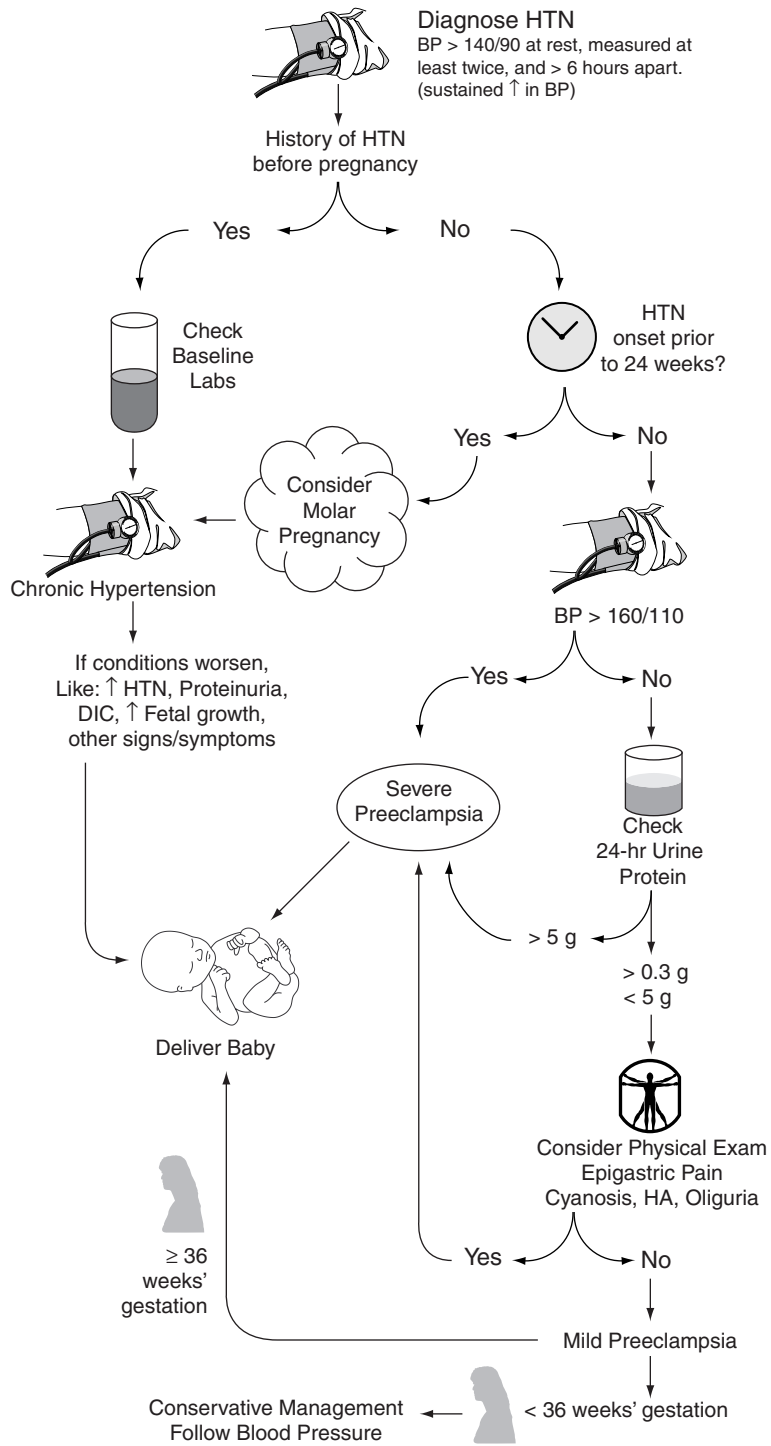 Diagnose HTN
BP > 140/90 at rest, measured at
least twice, and > 6 hours apart.
(sustained ↑ in BP)
History of HTN
before pregnancy
Yes
No
Check
Baseline
Labs
HTN
onset prior
to 24 weeks?
Yes
No
Consider
Molar
Pregnancy
Chronic Hypertension
BP > 160/110
If conditions worsen,
Like: ↑ HTN, Proteinuria,
DIC, ↑ Fetal growth,
other signs/symptoms
Yes
No
Severe
Preeclampsia
Check
24-hr Urine
Protein
> 5 g
> 0.3 g
< 5 g
Deliver Baby
Consider Physical Exam
Epigastric Pain
Cyanosis, HA, Oliguria
Yes
No
≥ 36
weeks'
gestation
Mild Preeclampsia
< 36 weeks' gestation
Conservative Management
Follow Blood Pressure